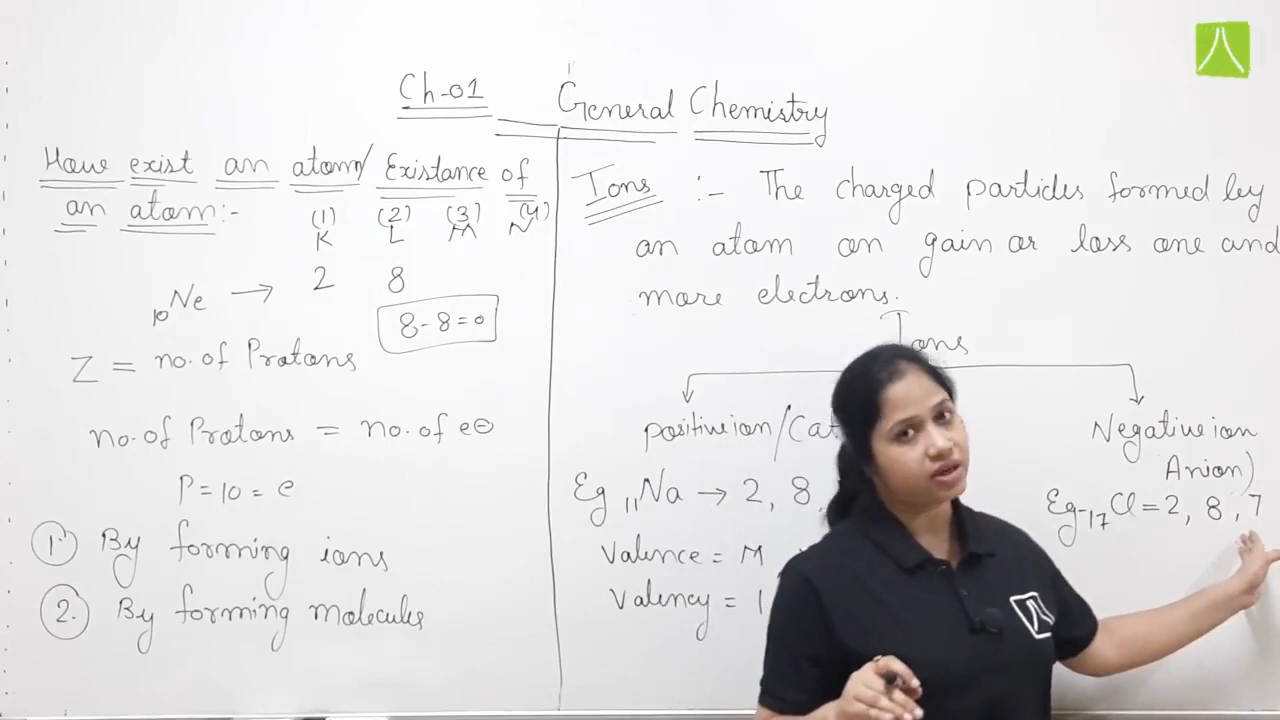 Ch-01 General Chemistry
How exist an atom/ Existance of
an atom:-
(1) (2) (3) (4)
K L M N
₁₀Ne → 2 8
8-8=0
Z = no. of Protons
no. of Protons = no. of e⊖
P=10=e
1. By forming ions
2. By forming molecules
Ions :- The charged particles formed by
an atom on gain or loss one and
more electrons.
Ions
positive ion/Cat
Eg ₁₁Na → 2, 8,
Valence = M
Valency = 1
Negative ion
Anion)
Eg-₁₇Cl = 2, 8, 7